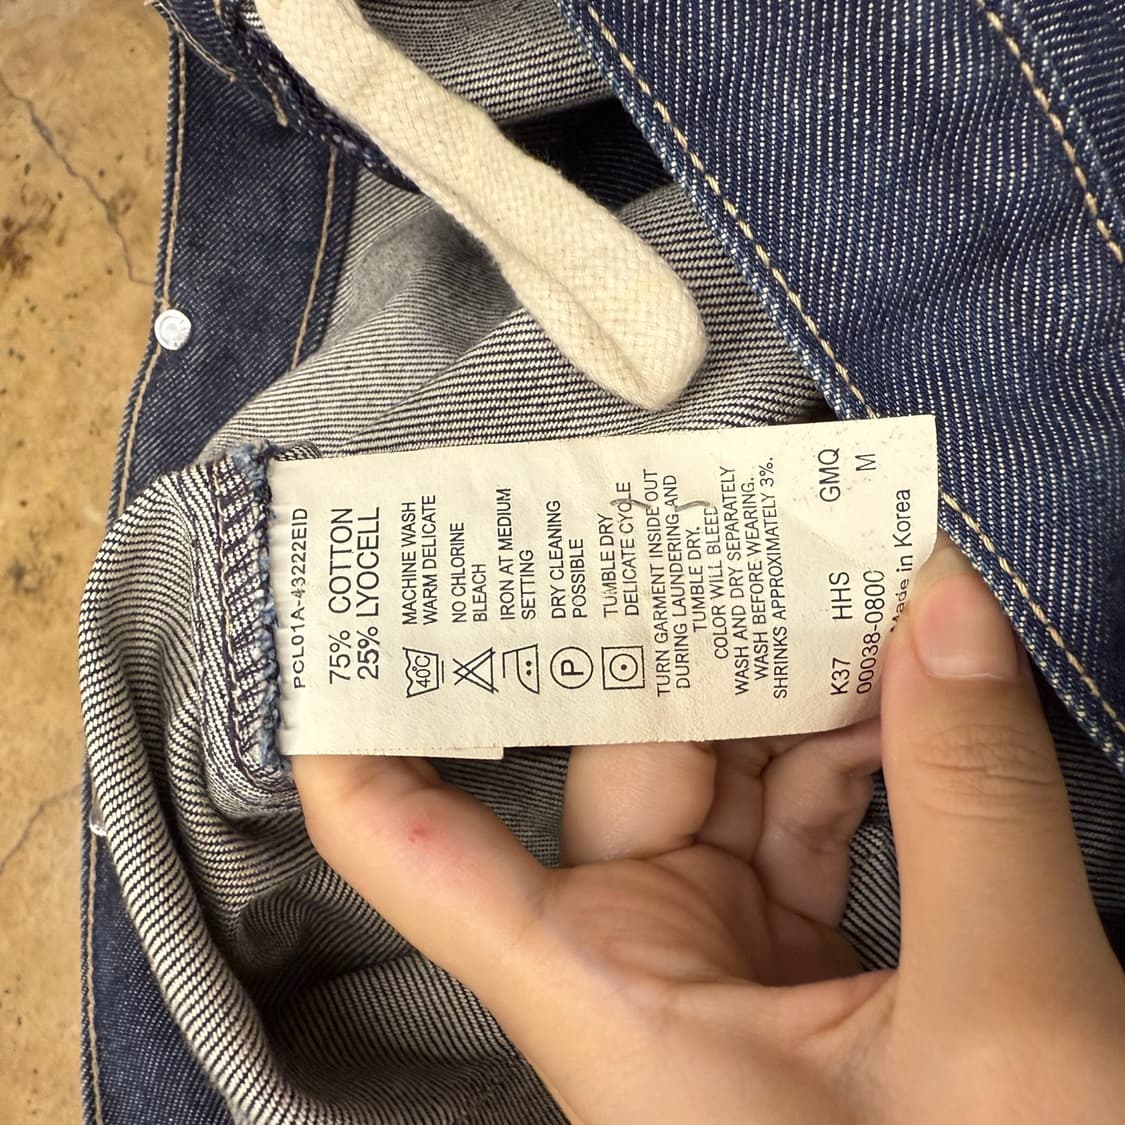 PCL01A-43222EID
75% COTTON
25% LYOCELL
40C
MACHINE WASH
WARM DELICATE
NO CHLORINE
BLEACH
IRON AT MEDIUM
SETTING
P
DRY CLEANING
POSSIBLE
TUMBLE DRY
DELICATE CYCLE
TURN GARMENT INSIDE OUT
DURING LAUNDERING AND
TUMBLE DRY.
COLOR WILL BLEED
WASH AND DRY SEPARATELY
WASH BEFORE WEARING.
SHRINKS APPROXIMATELY 3%.
K37 HHS GMQ
00038-0800 M
Made in Korea